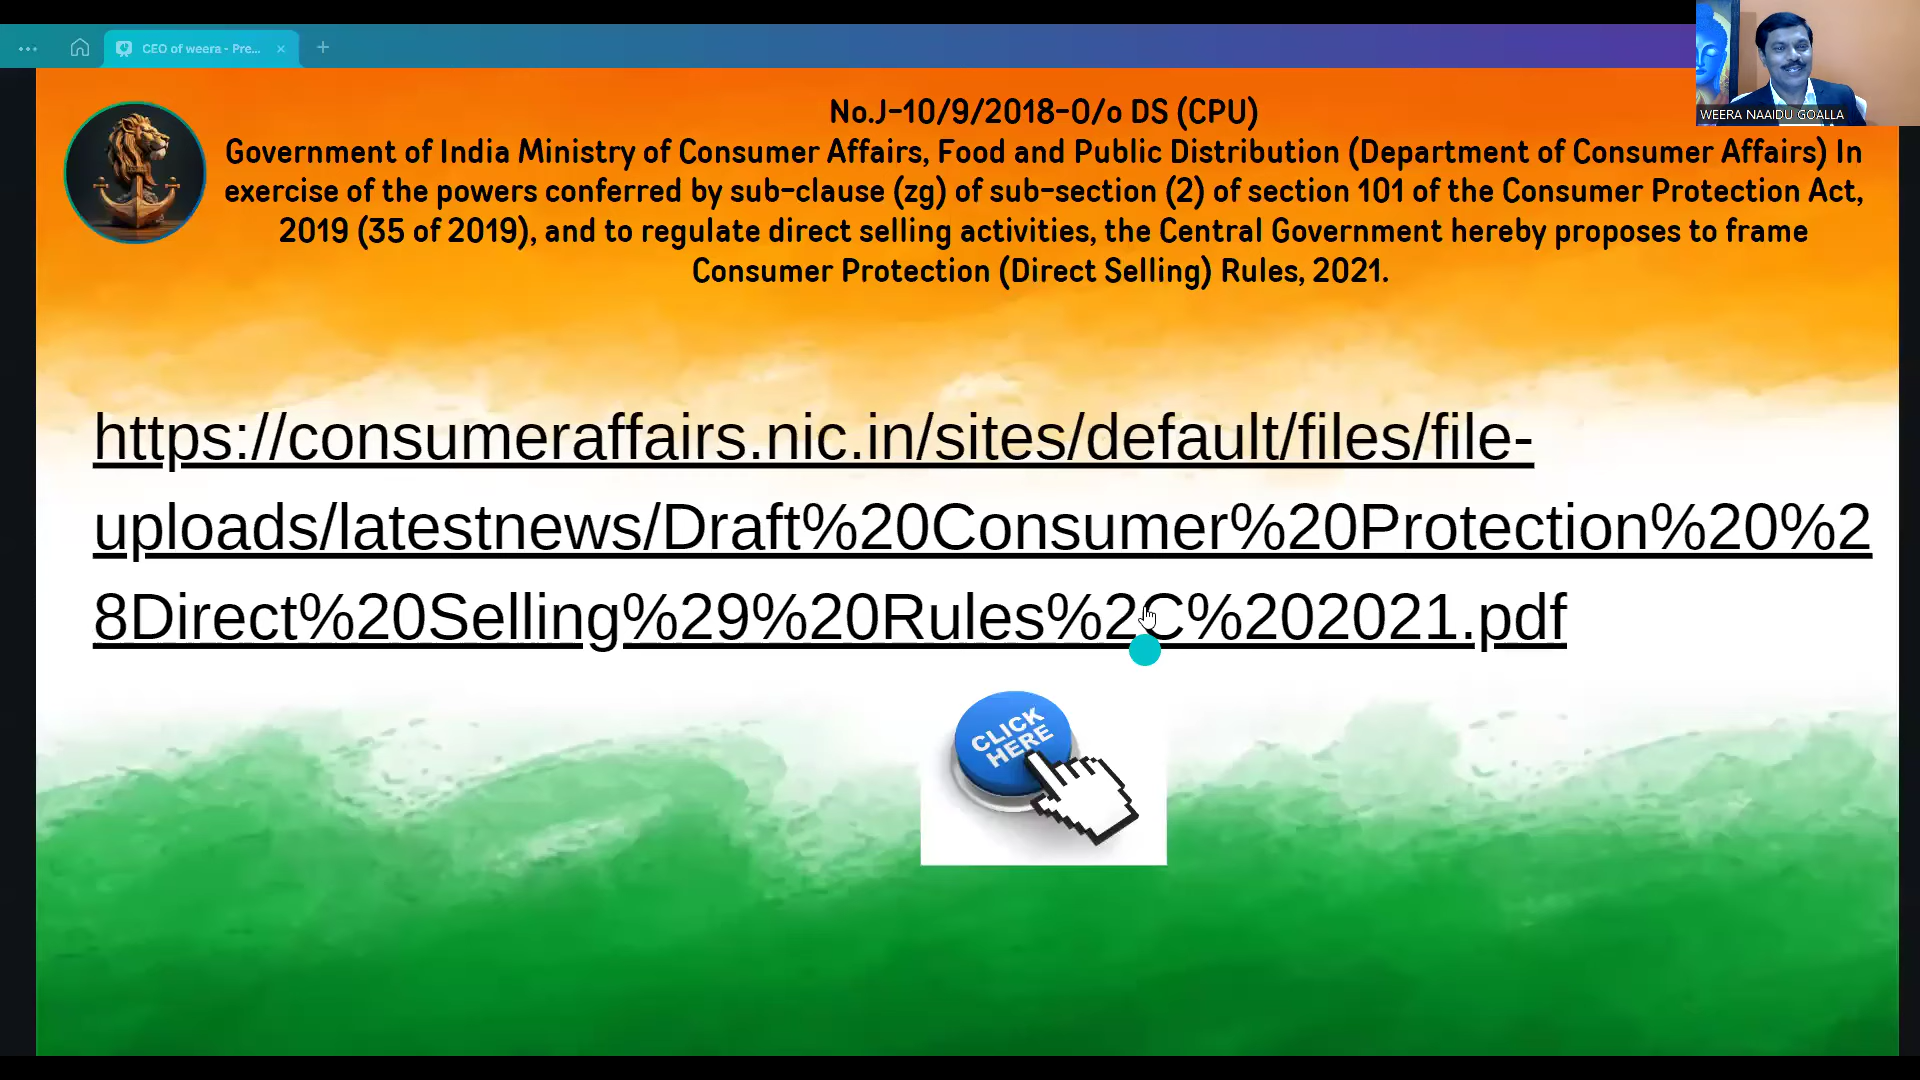 CEO of weera - Pre...
WEERA NAAIDU GOALLA
No.J-10/9/2018-O/o DS (CPU)
Government of India Ministry of Consumer Affairs, Food and Public Distribution (Department of Consumer Affairs) In
exercise of the powers conferred by sub-clause (zg) of sub-section (2) of section 101 of the Consumer Protection Act,
2019 (35 of 2019), and to regulate direct selling activities, the Central Government hereby proposes to frame
Consumer Protection (Direct Selling) Rules, 2021.
https://consumeraffairs.nic.in/sites/default/files/file-
uploads/latestnews/Draft%20Consumer%20Protection%20%2
8Direct%20Selling%29%20Rules%2C%202021.pdf
CLICK
HERE